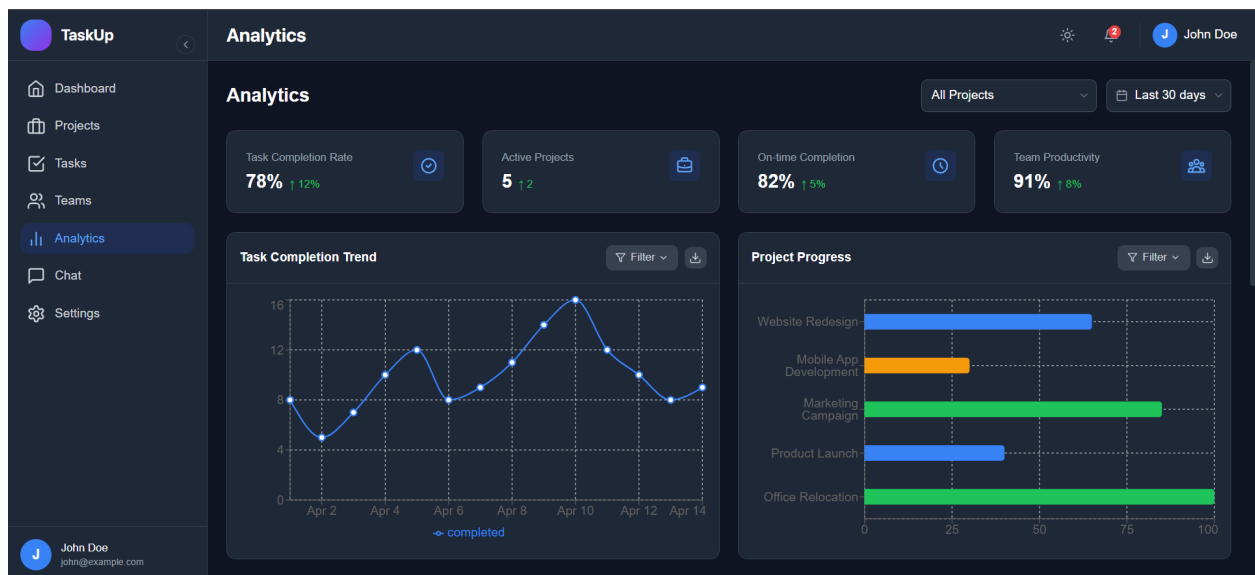 TaskUp
Analytics
2
J
John Doe
Dashboard
Projects
Tasks
Teams
Analytics
Chat
Settings
J
John Doe
john@example.com
Analytics
All Projects
Last 30 days
Task Completion Rate
78% ↑ 12%
Active Projects
5 ↑ 2
On-time Completion
82% ↑ 5%
Team Productivity
91% ↑ 8%
Task Completion Trend
Filter
16
12
8
4
0
Apr 2 Apr 4 Apr 6 Apr 8 Apr 10 Apr 12 Apr 14
completed
Project Progress
Filter
Website Redesign
Mobile App
Development
Marketing
Campaign
Product Launch
Office Relocation
0 25 50 75 100